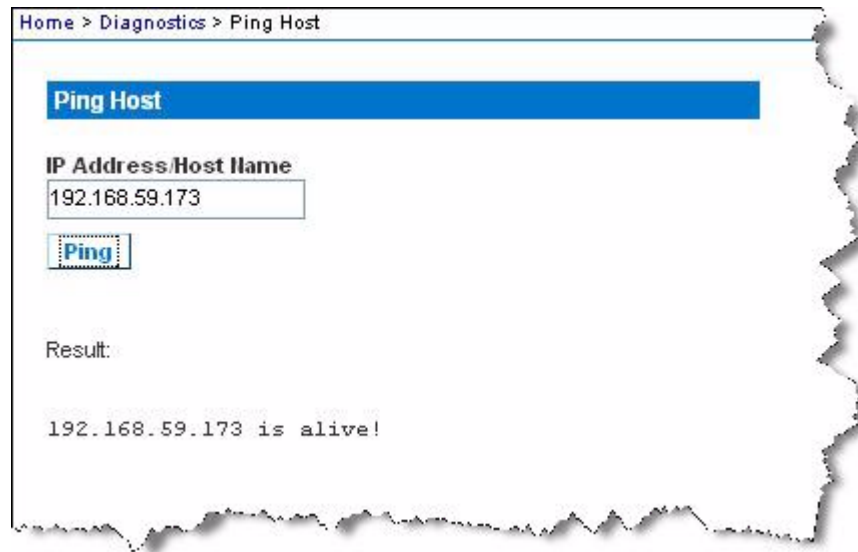 Home > Diagnostics > Ping Host
Ping Host
IP Address/Host Name
192.168.59.173
Ping
Result:
192.168.59.173 is alive!